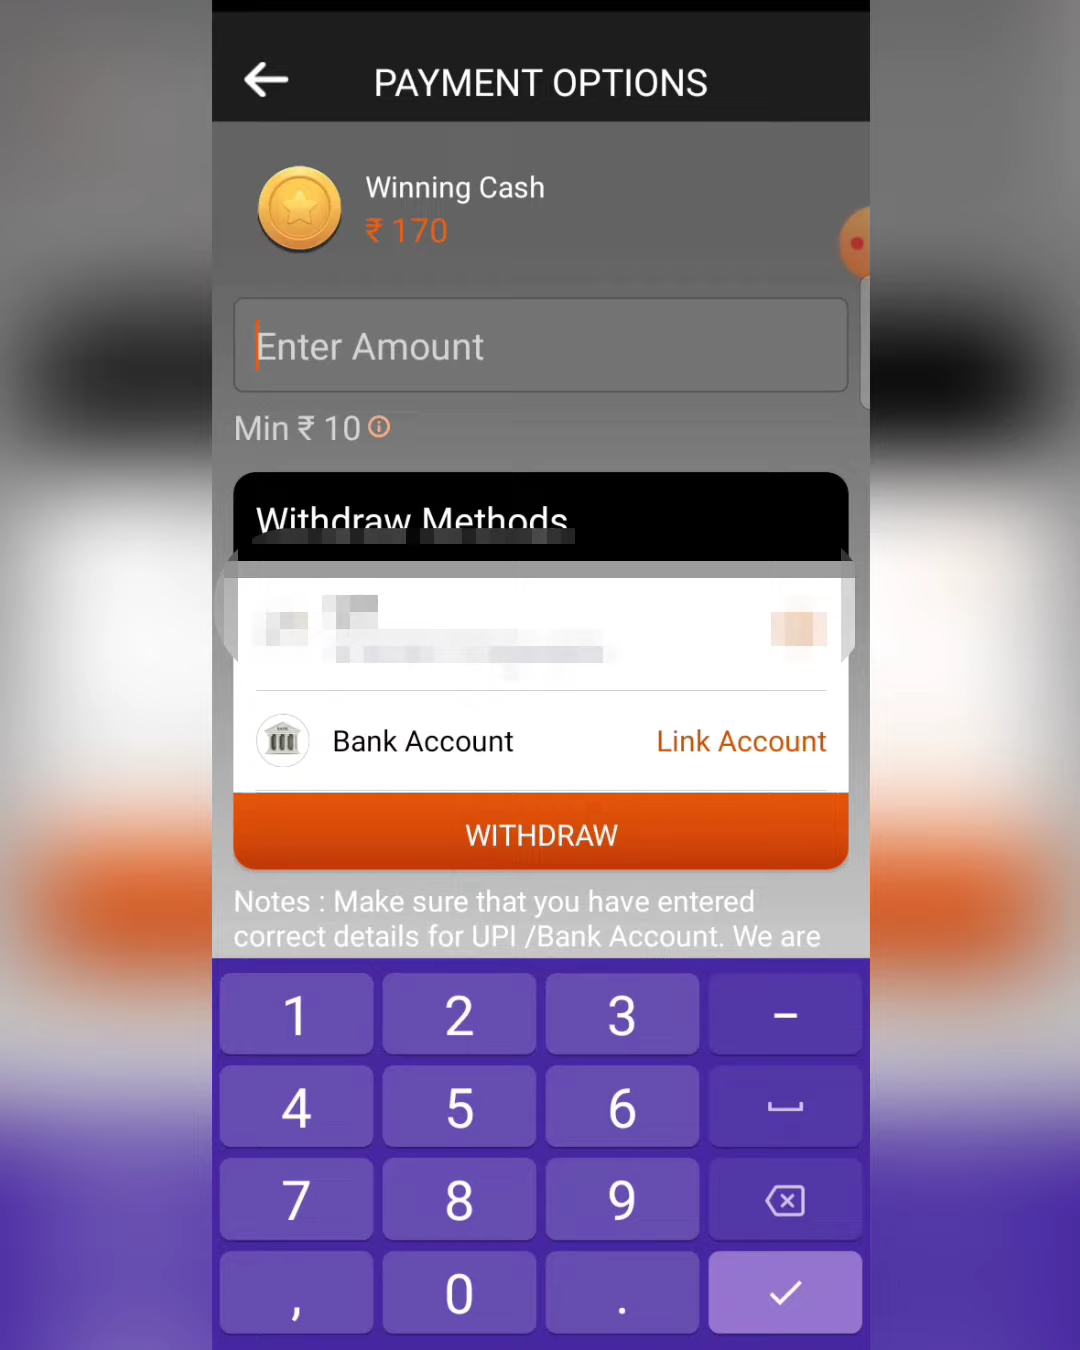 PAYMENT OPTIONS
Winning Cash
₹ 170
Enter Amount
Min ₹ 10
Withdraw Methods
Bank Account
Link Account
WITHDRAW
Notes : Make sure that you have entered
correct details for UPI /Bank Account. We are
1 2 3 –
4 5 6
7 8 9
, 0 .